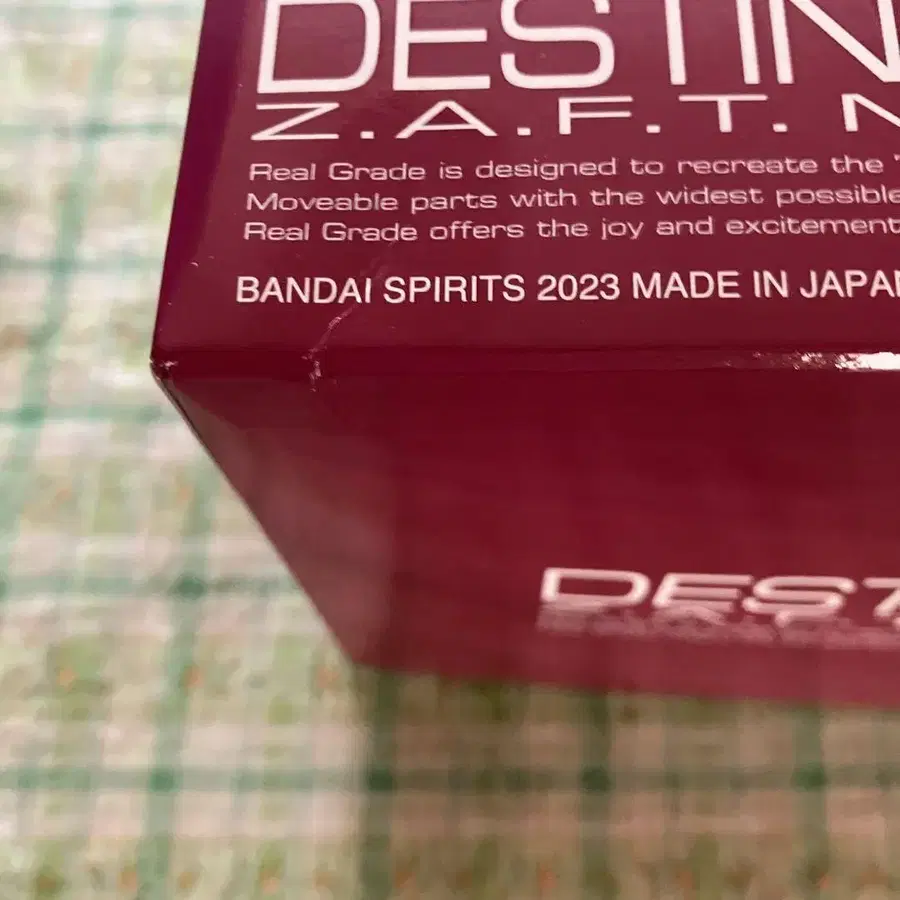 DESTIN
Z.A.F.T.
Real Grade is designed to recreate the
Moveable parts with the widest possible
Real Grade offers the joy and excitement
BANDAI SPIRITS 2023 MADE IN JAPAN
DEST